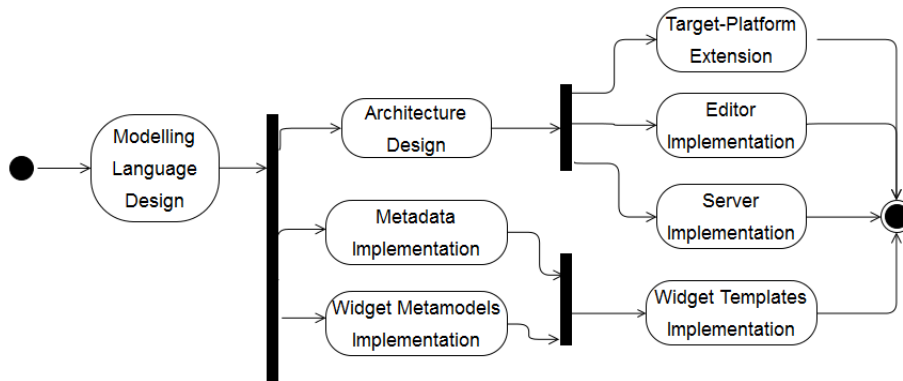 Modelling
Language
Design
Architecture
Design
Metadata
Implementation
Widget Metamodels
Implementation
Target-Platform
Extension
Editor
Implementation
Server
Implementation
Widget Templates
Implementation